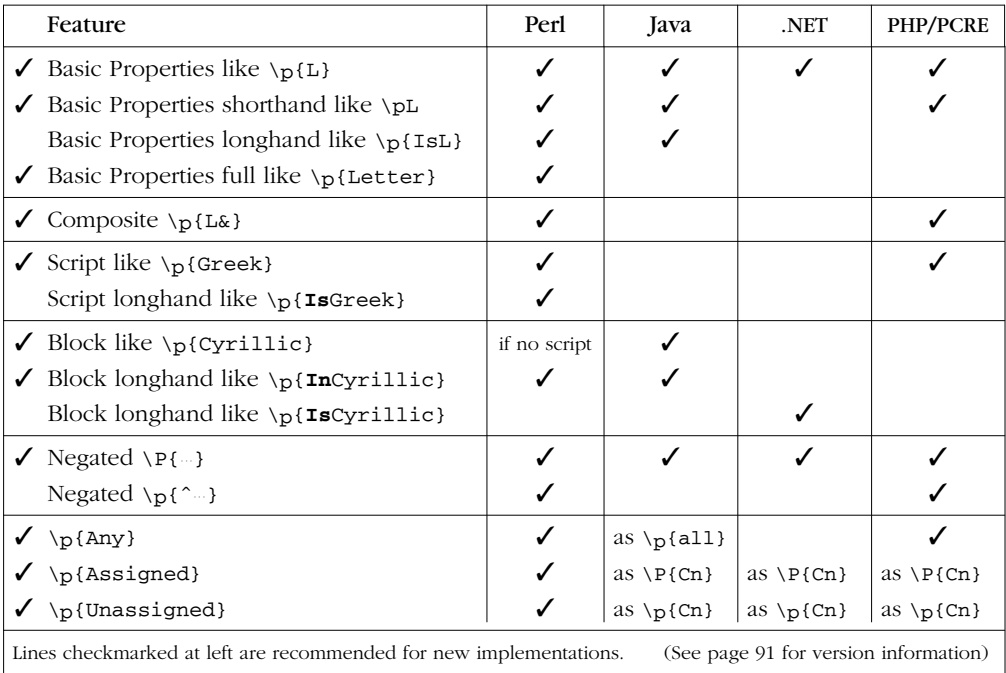 Feature Perl Java .NET PHP/PCRE
✓ Basic Properties like \p{L} ✓ ✓ ✓ ✓
✓ Basic Properties shorthand like \pL ✓ ✓ ✓
Basic Properties longhand like \p{IsL} ✓ ✓
✓ Basic Properties full like \p{Letter} ✓
✓ Composite \p{L&} ✓ ✓
✓ Script like \p{Greek} ✓ ✓
Script longhand like \p{IsGreek} ✓
✓ Block like \p{Cyrillic} if no script ✓
✓ Block longhand like \p{InCyrillic} ✓ ✓
Block longhand like \p{IsCyrillic} ✓
✓ Negated \P{…} ✓ ✓ ✓ ✓
Negated \p{^…} ✓ ✓
✓ \p{Any} ✓ as \p{all} ✓
✓ \p{Assigned} ✓ as \P{Cn} as \P{Cn} as \P{Cn}
✓ \p{Unassigned} ✓ as \p{Cn} as \p{Cn} as \p{Cn}
Lines checkmarked at left are recommended for new implementations. (See page 91 for version information)